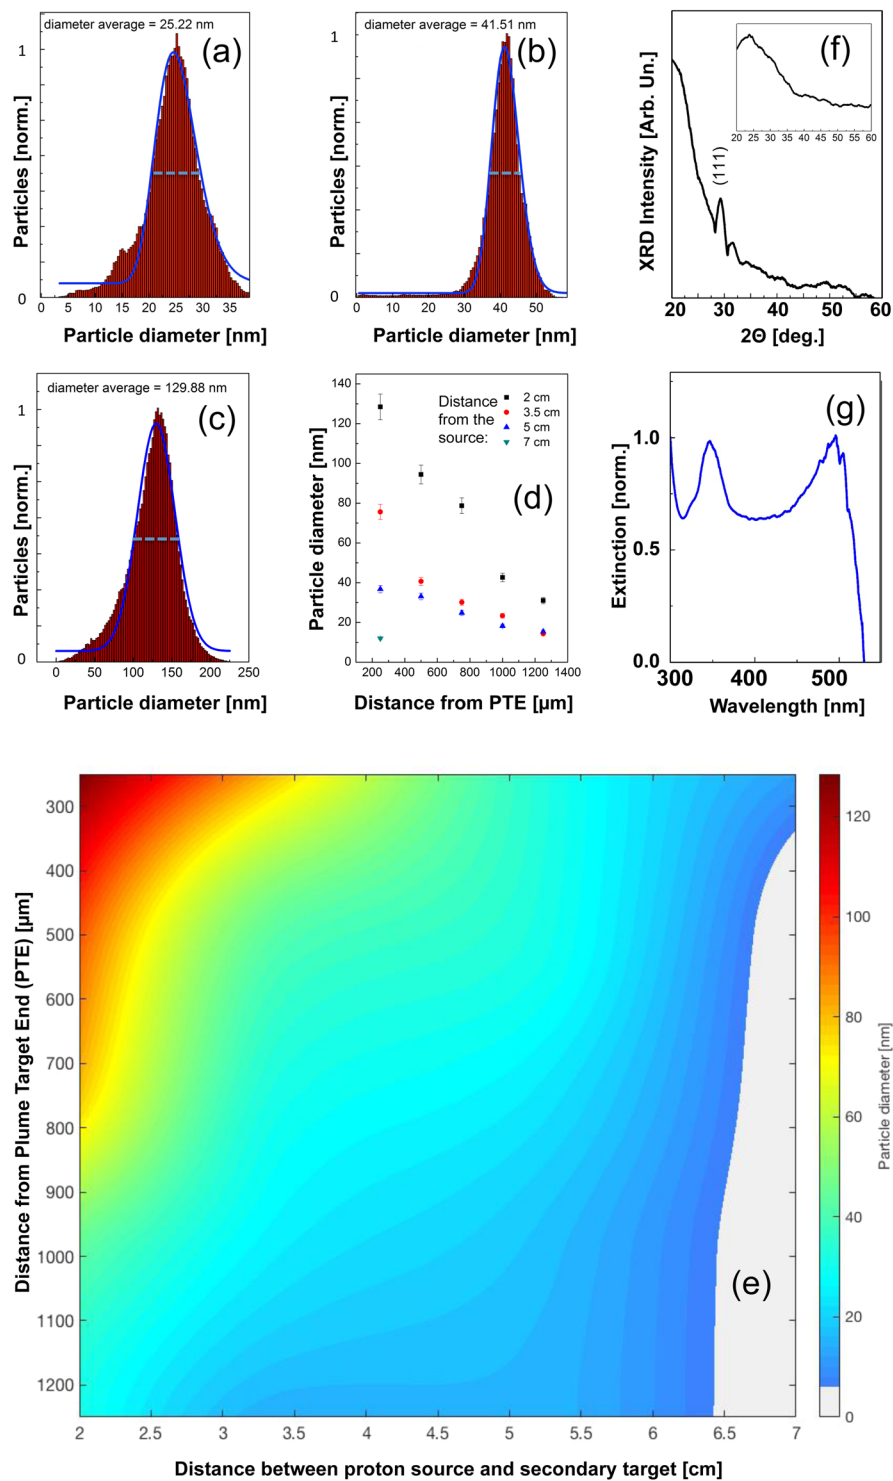 diameter average = 25.22 nm
(a)
1
0
Particles [norm.]
0 5 10 15 20 25 30 35
Particle diameter [nm]
41.51 nm
(b)
1
0
Particles [norm.]
0 10 20 30 40 50
Particle diameter [nm]
(f)
XRD Intensity [Arb. Un.]
(111)
20 25 30 35 40 45 50 55 60
20 30 40 50 60
2Θ [deg.]
diameter average = 129.88 nm
(c)
1
0
Particles [norm.]
0 50 100 150 200 250
Particle diameter [nm]
140
120
100
80
60
40
20
0
Particle diameter [nm]
Distance
from the
source:
2 cm
3.5 cm
5 cm
7 cm
(d)
200 400 600 800 1000 1200 1400
Distance from PTE [µm]
(g)
1.0
0.5
0.0
Extinction [norm.]
300 400 500
Wavelength [nm]
300
400
500
600
700
800
900
1000
1100
1200
Distance from Plume Target End (PTE) [µm]
(e)
2 2.5 3 3.5 4 4.5 5 5.5 6 6.5 7
Distance between proton source and secondary target [cm]
120
100
80
60
40
20
0
Particle diameter [nm]